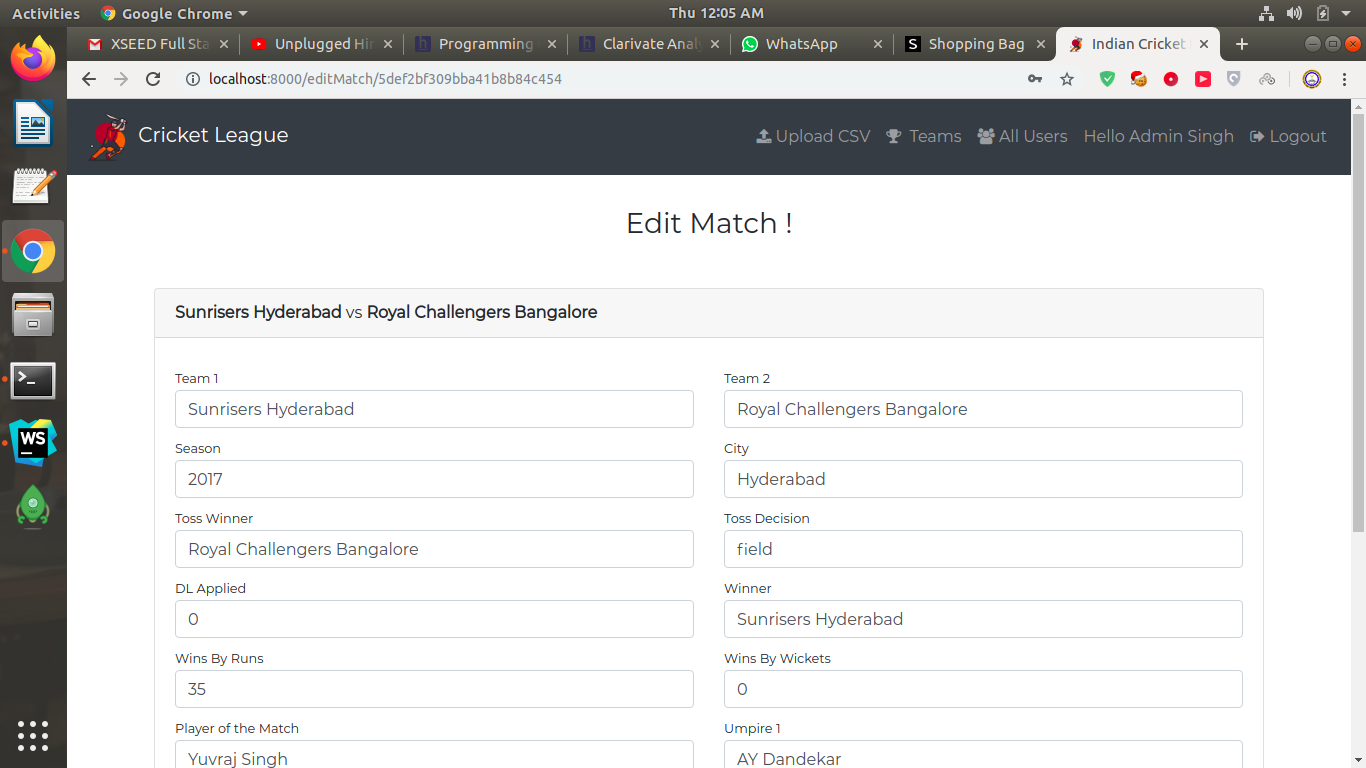 Activities Google Chrome Thu 12:05 AM
XSEED Full Sta Unplugged Hi Programming Clarivate Anal WhatsApp Shopping Bag Indian Cricket
localhost:8000/editMatch/5def2bf309bba41b8b84c454
Cricket League Upload CSV Teams All Users Hello Admin Singh Logout
Edit Match !
Sunrisers Hyderabad vs Royal Challengers Bangalore
Team 1 Team 2
Sunrisers Hyderabad Royal Challengers Bangalore
Season City
2017 Hyderabad
Toss Winner Toss Decision
Royal Challengers Bangalore field
DL Applied Winner
0 Sunrisers Hyderabad
Wins By Runs Wins By Wickets
35 0
Player of the Match Umpire 1
Yuvraj Singh AY Dandekar
WS